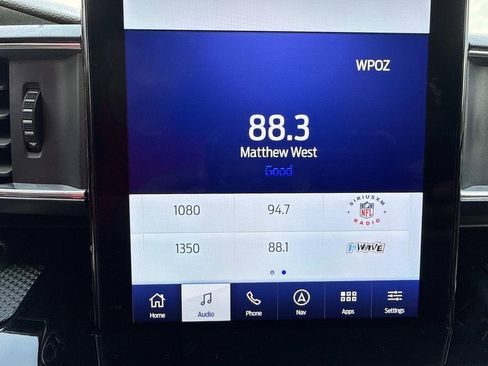 WPOZ
88.3
Matthew West
Good
1080 94.7 SIRIUSXM NFL RADIO
1350 88.1 1st WAVE
Home Audio Phone Nav Apps Settings